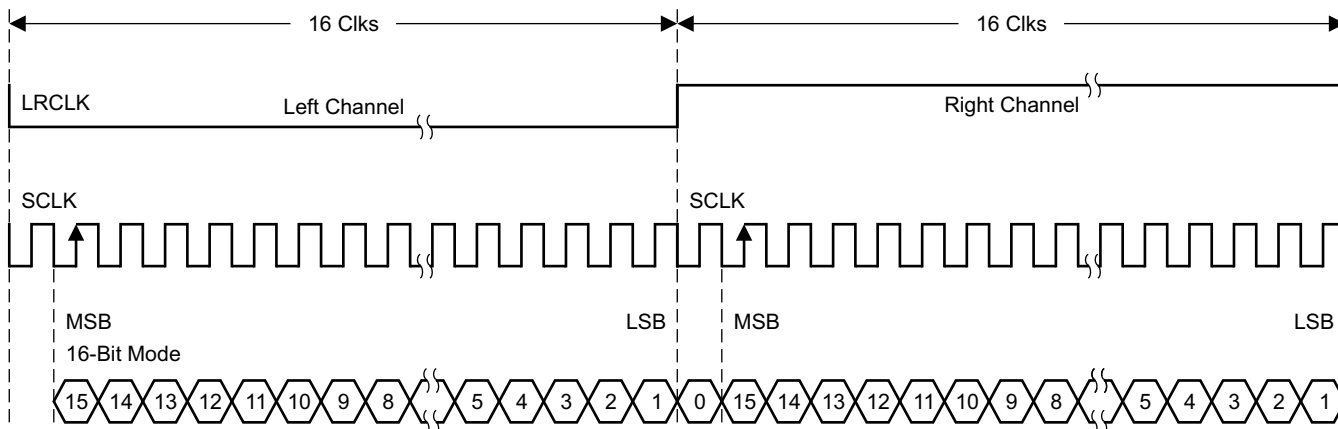 16 Clks 16 Clks
LRCLK Left Channel Right Channel
SCLK SCLK
MSB LSB MSB LSB
16-Bit Mode
15 14 13 12 11 10 9 8 5 4 3 2 1 0 15 14 13 12 11 10 9 8 5 4 3 2 1